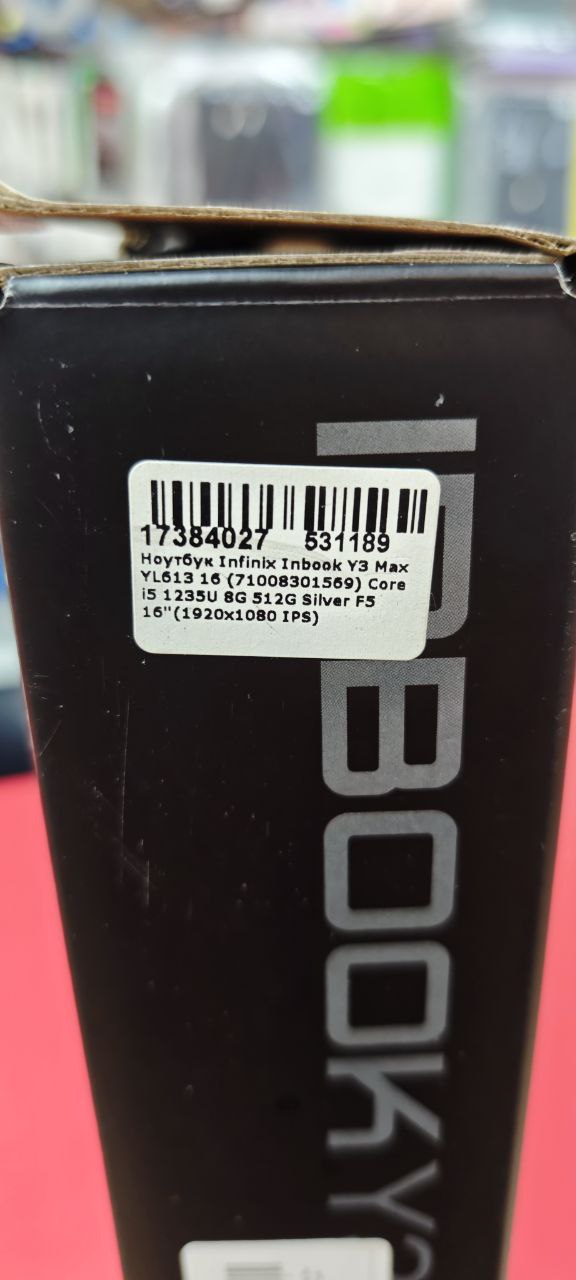 17384027 531189
Ноутбук Infinix Inbook Y3 Max
YL613 16 (71008301569) Core
i5 1235U 8G 512G Silver F5
16"(1920x1080 IPS)
INBOOK Y3